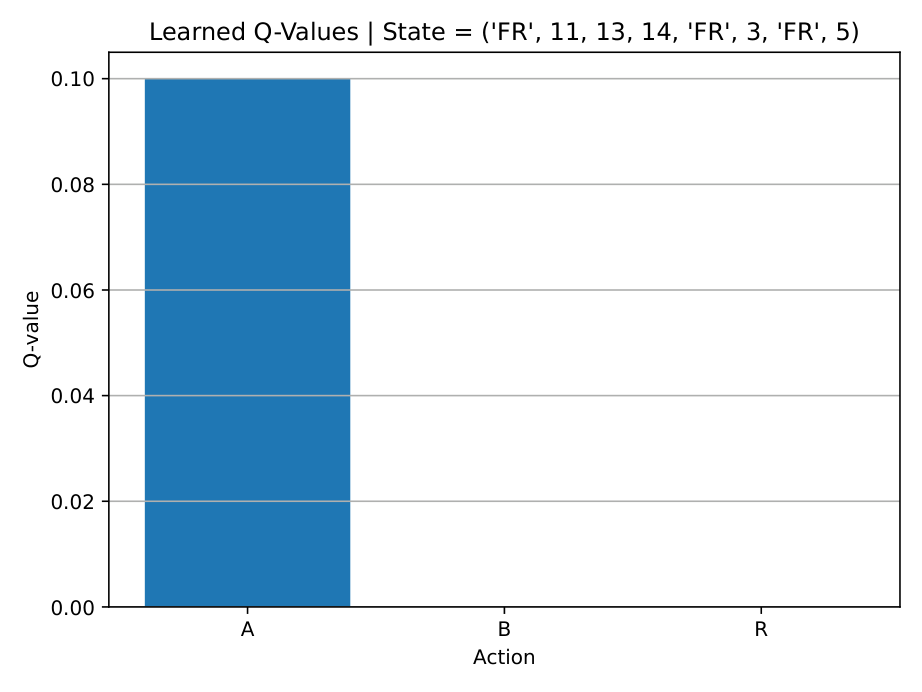 Learned Q-Values | State = ('FR', 11, 13, 14, 'FR', 3, 'FR', 5)
0.10
0.08
0.06
0.04
0.02
0.00
Q-value
A B R
Action